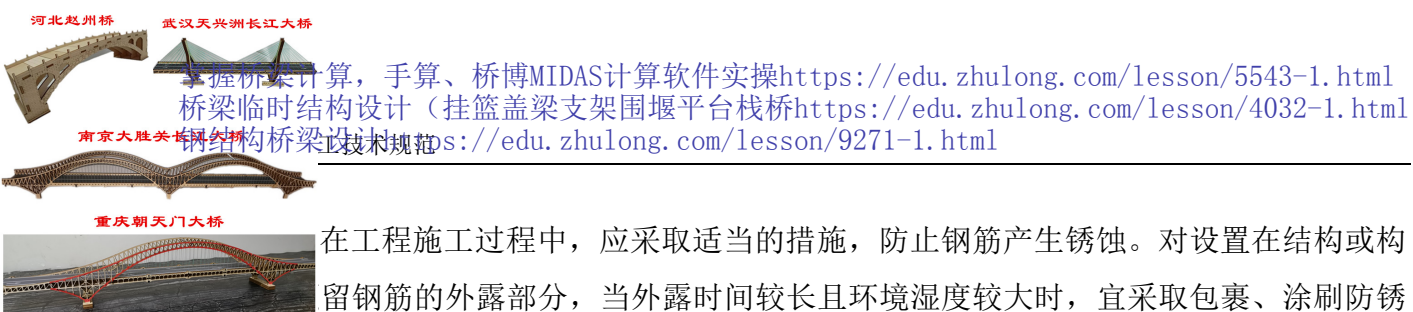 河北赵州桥
武汉天兴洲长江大桥
掌握桥梁计算，手算、桥博MIDAS计算软件实操https://edu.zhulong.com/lesson/5543-1.html
桥梁临时结构设计（挂篮盖梁支架围堰平台栈桥https://edu.zhulong.com/lesson/4032-1.html
南京大胜关长江大桥
钢结构桥梁设计https://edu.zhulong.com/lesson/9271-1.html
工技术规范
重庆朝天门大桥
在工程施工过程中，应采取适当的措施，防止钢筋产生锈蚀。对设置在结构或构
留钢筋的外露部分，当外露时间较长且环境湿度较大时，宜采取包裹、涂刷防锈